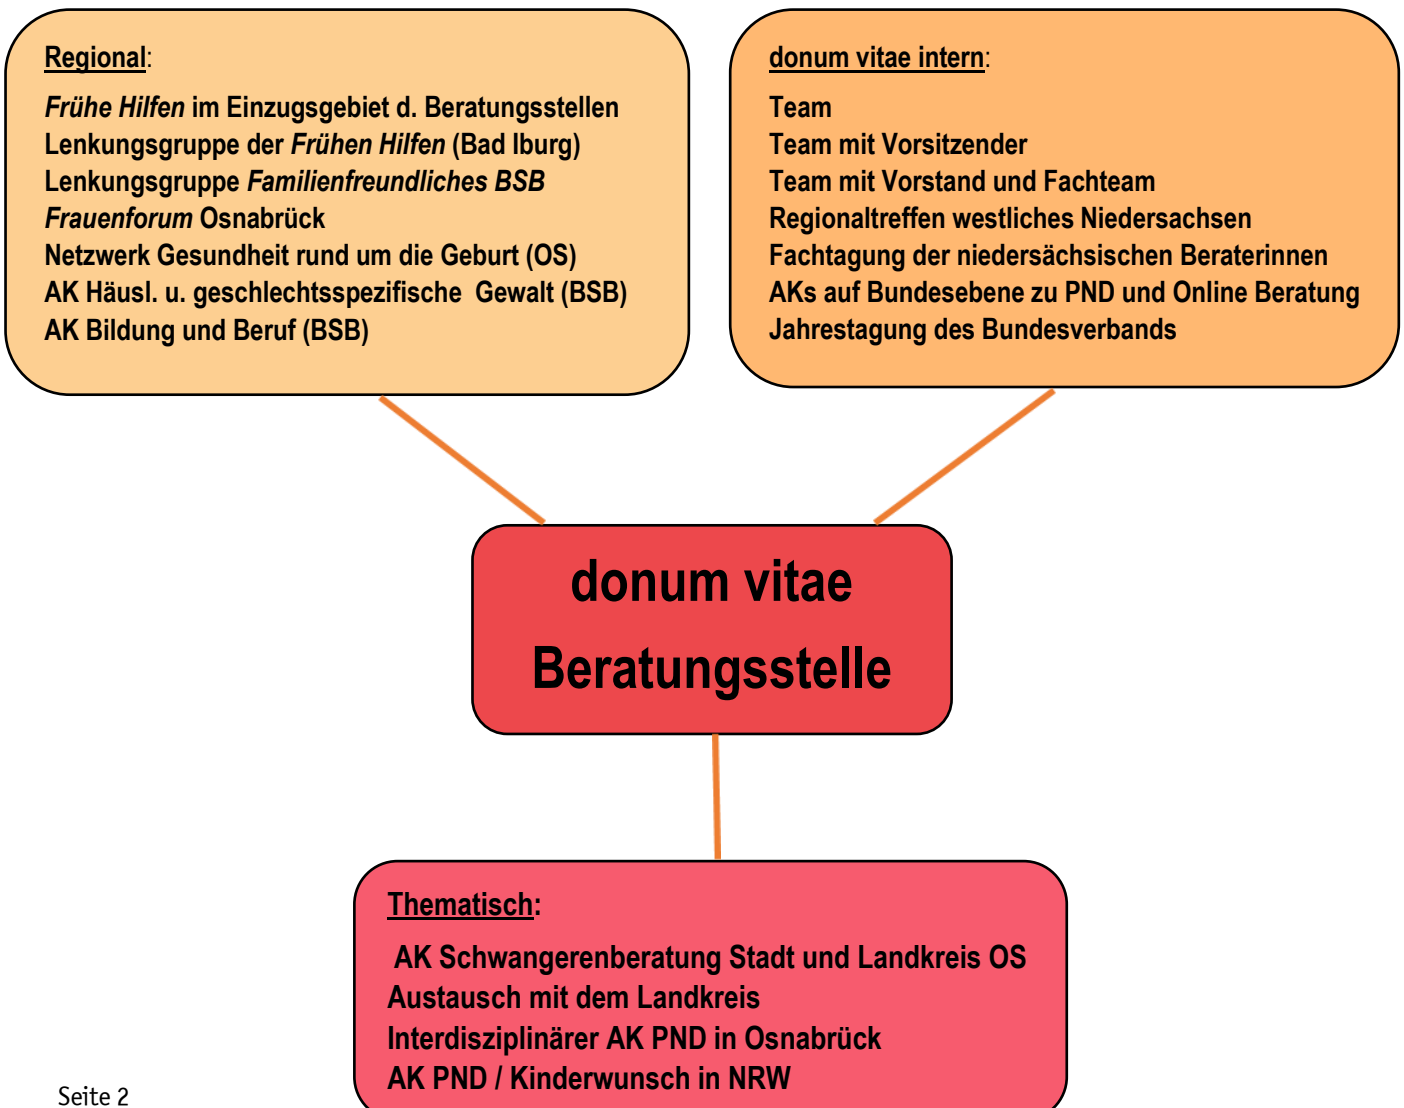 Regional:
Frühe Hilfen im Einzugsgebiet d. Beratungsstellen
Lenkungsgruppe der Frühen Hilfen (Bad Iburg)
Lenkungsgruppe Familienfreundliches BSB
Frauenforum Osnabrück
Netzwerk Gesundheit rund um die Geburt (OS)
AK Häusl. u. geschlechtsspezifische  Gewalt (BSB)
AK Bildung und Beruf (BSB)
donum vitae intern:
Team
Team mit Vorsitzender
Team mit Vorstand und Fachteam
Regionaltreffen westliches Niedersachsen
Fachtagung der niedersächsischen Beraterinnen
AKs auf Bundesebene zu PND und Online Beratung
Jahrestagung des Bundesverbands
donum vitae
Beratungsstelle
Thematisch:
AK Schwangerenberatung Stadt und Landkreis OS
Austausch mit dem Landkreis
Interdisziplinärer AK PND in Osnabrück
AK PND / Kinderwunsch in NRW
Seite 2